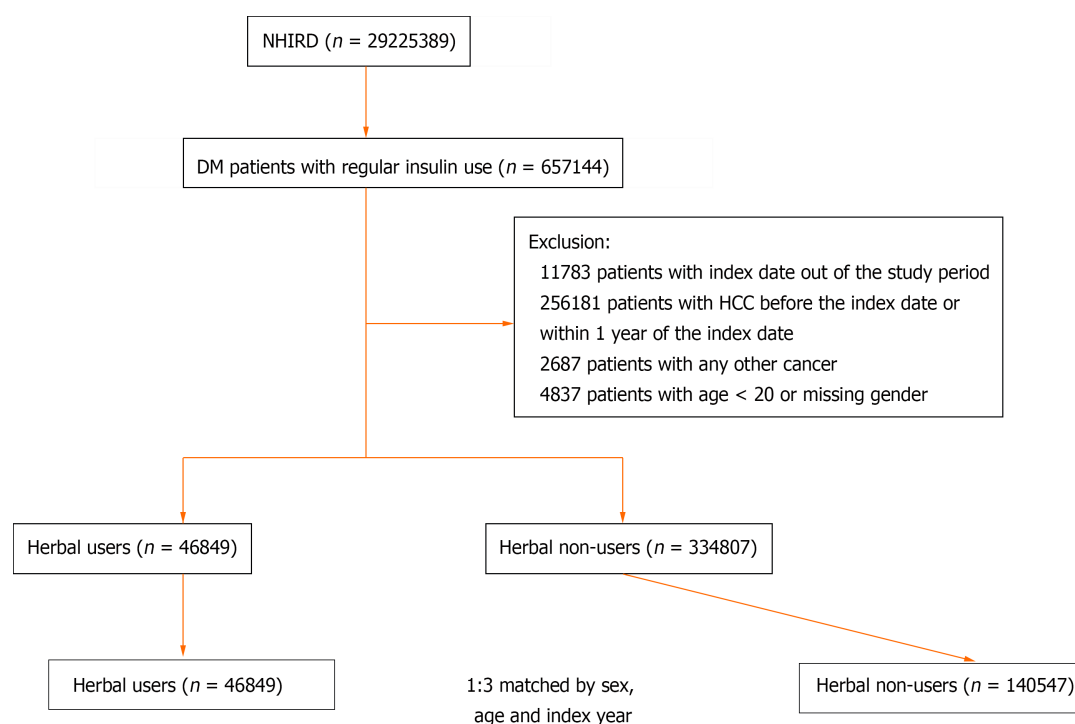 NHIRD (n = 29225389)
DM patients with regular insulin use (n = 657144)
Exclusion:
11783 patients with index date out of the study period
256181 patients with HCC before the index date or
within 1 year of the index date
2687 patients with any other cancer
4837 patients with age < 20 or missing gender
Herbal users (n = 46849)
Herbal non-users (n = 334807)
Herbal users (n = 46849)
1:3 matched by sex,
age and index year
Herbal non-users (n = 140547)